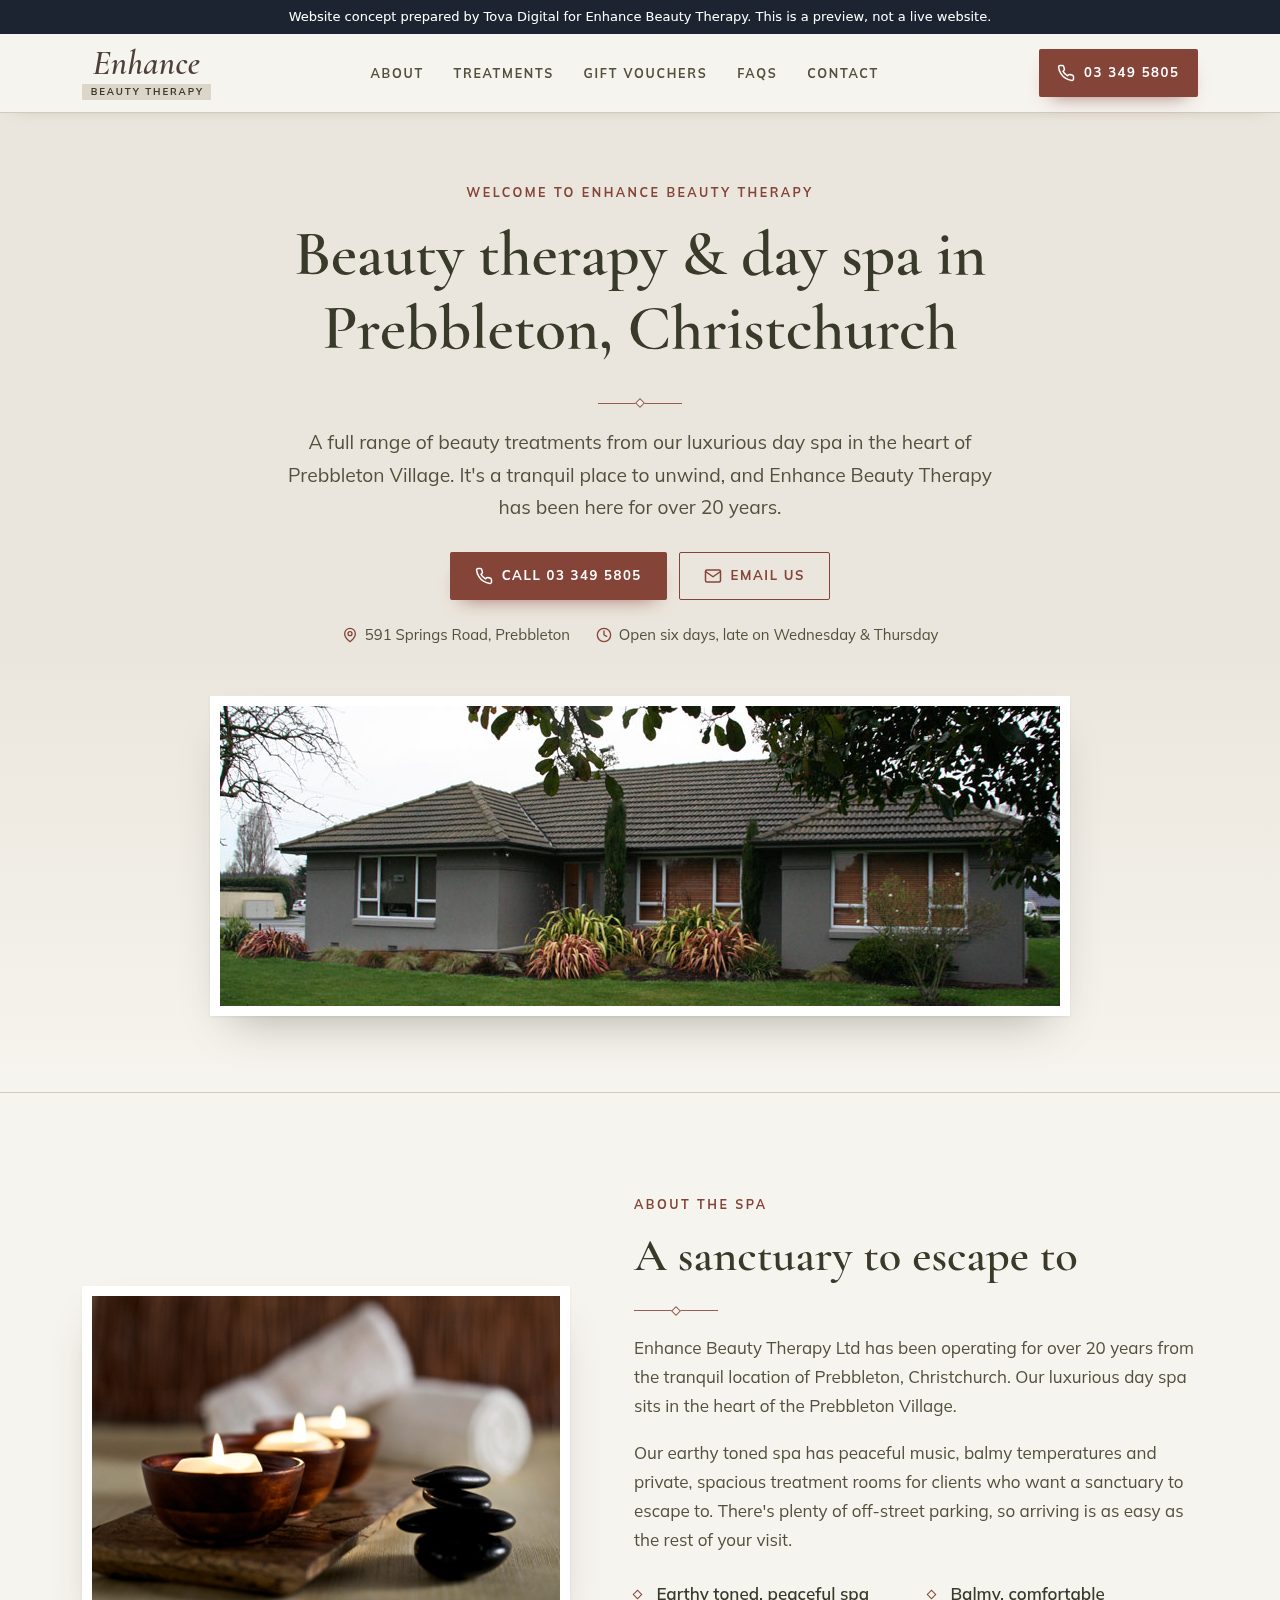 Website concept prepared by Tova Digital for Enhance Beauty Therapy. This is a preview, not a live website.
Enhance
BEAUTY THERAPY
ABOUT
TREATMENTS
GIFT VOUCHERS
FAQS
CONTACT
03 349 5805
WELCOME TO ENHANCE BEAUTY THERAPY
Beauty therapy & day spa in
Prebbleton, Christchurch
A full range of beauty treatments from our luxurious day spa in the heart of
Prebbleton Village. It's a tranquil place to unwind, and Enhance Beauty Therapy
has been here for over 20 years.
CALL 03 349 5805
EMAIL US
591 Springs Road, Prebbleton
Open six days, late on Wednesday & Thursday
ABOUT THE SPA
A sanctuary to escape to
Enhance Beauty Therapy Ltd has been operating for over 20 years from
the tranquil location of Prebbleton, Christchurch. Our luxurious day spa
sits in the heart of the Prebbleton Village.
Our earthy toned spa has peaceful music, balmy temperatures and
private, spacious treatment rooms for clients who want a sanctuary to
escape to. There's plenty of off-street parking, so arriving is as easy as
the rest of your visit.
Earthy toned, peaceful spa
Balmy, comfortable